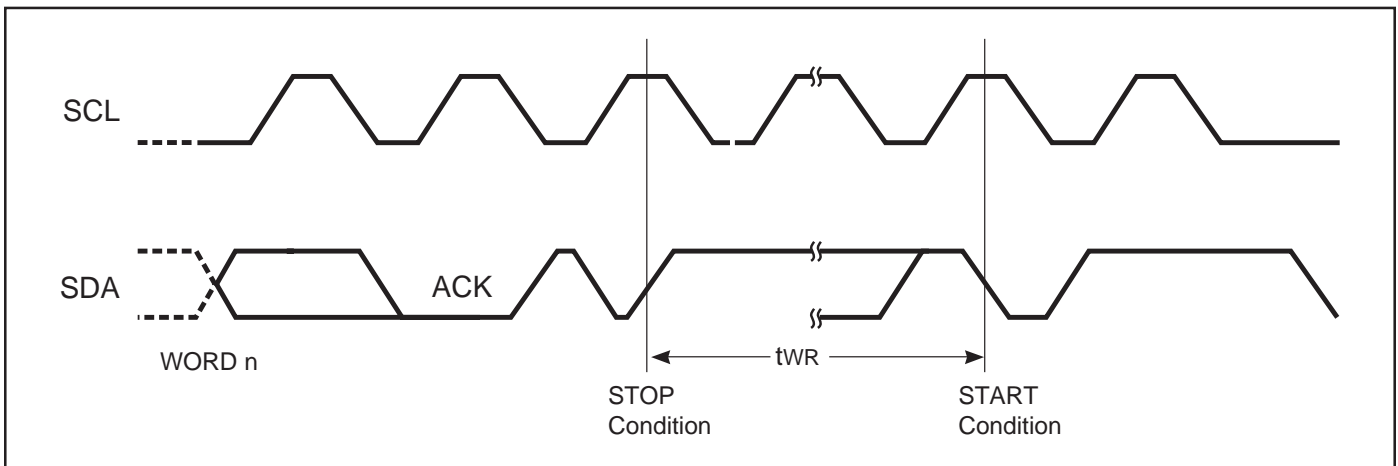 SCL
SDA
ACK
WORD n
tWR
STOP
Condition
START
Condition